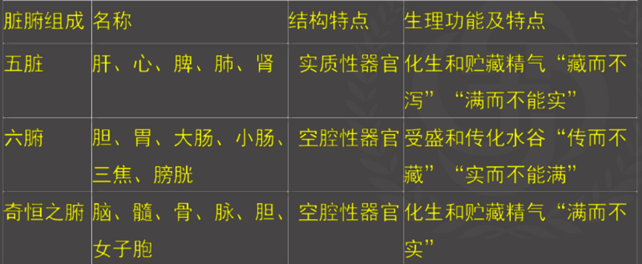 脏腑组成 名称 结构特点 生理功能及特点
五脏 肝、心、脾、肺、肾 实质性器官 化生和贮藏精气“藏而不
泻”“满而不能实”
六腑 胆、胃、大肠、小肠、 空腔性器官 受盛和传化水谷“传而不
三焦、膀胱 藏”“实而不能满”
奇恒之腑 脑、髓、骨、脉、胆、 空腔性器官 化生和贮藏精气“满而不
女子胞 实”